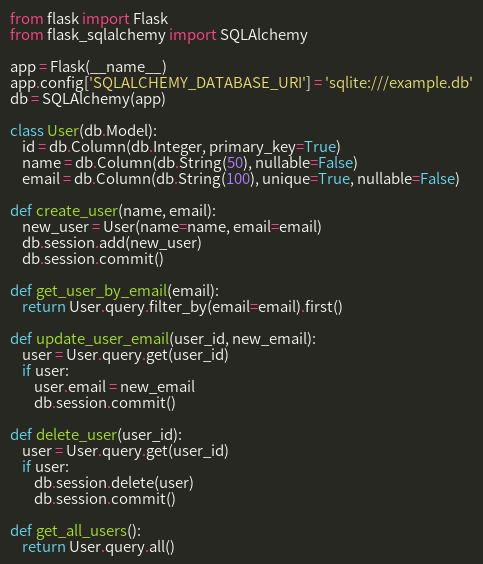 from flask import Flask
from flask_sqlalchemy import SQLAlchemy

app = Flask(__name__)
app.config['SQLALCHEMY_DATABASE_URI'] = 'sqlite:///example.db'
db = SQLAlchemy(app)

class User(db.Model):
    id = db.Column(db.Integer, primary_key=True)
    name = db.Column(db.String(50), nullable=False)
    email = db.Column(db.String(100), unique=True, nullable=False)

def create_user(name, email):
    new_user = User(name=name, email=email)
    db.session.add(new_user)
    db.session.commit()

def get_user_by_email(email):
    return User.query.filter_by(email=email).first()

def update_user_email(user_id, new_email):
    user = User.query.get(user_id)
    if user:
        user.email = new_email
        db.session.commit()

def delete_user(user_id):
    user = User.query.get(user_id)
    if user:
        db.session.delete(user)
        db.session.commit()

def get_all_users():
    return User.query.all()